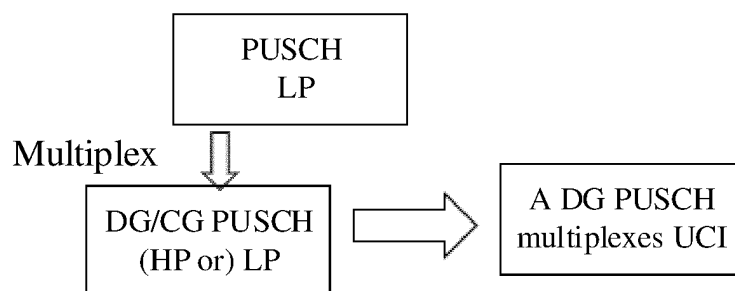 PUSCH
LP
Multiplex
DG/CG PUSCH
(HP or) LP
A DG PUSCH
multiplexes UCI